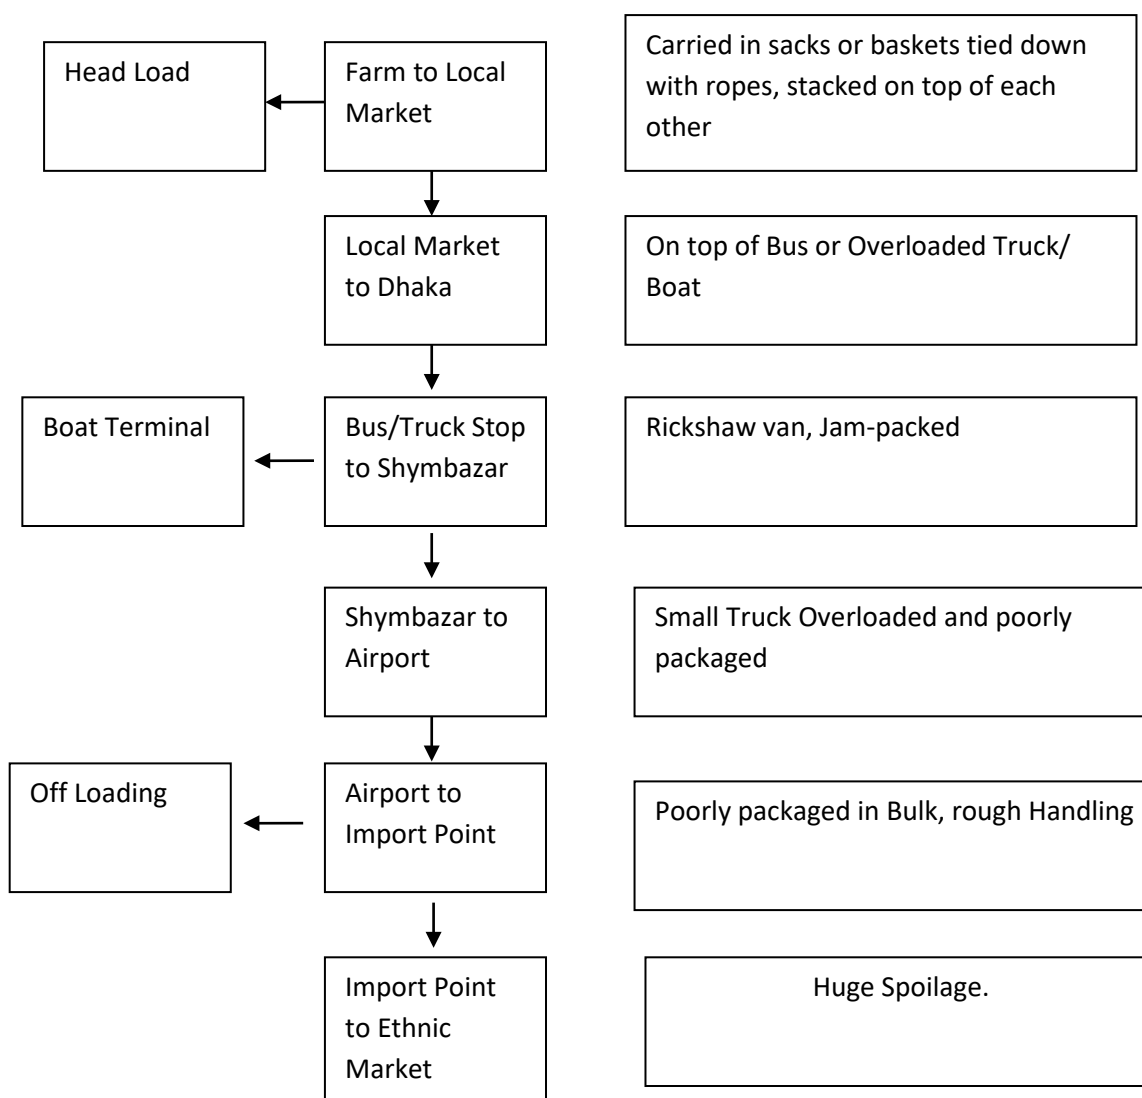 Head Load
Farm to Local
Market
Carried in sacks or baskets tied down
with ropes, stacked on top of each
other
Local Market
to Dhaka
On top of Bus or Overloaded Truck/
Boat
Boat Terminal
Bus/Truck Stop
to Shymbazar
Rickshaw van, Jam-packed
Shymbazar to
Airport
Small Truck Overloaded and poorly
packaged
Off Loading
Airport to
Import Point
Poorly packaged in Bulk, rough Handling
Import Point
to Ethnic
Market
Huge Spoilage.